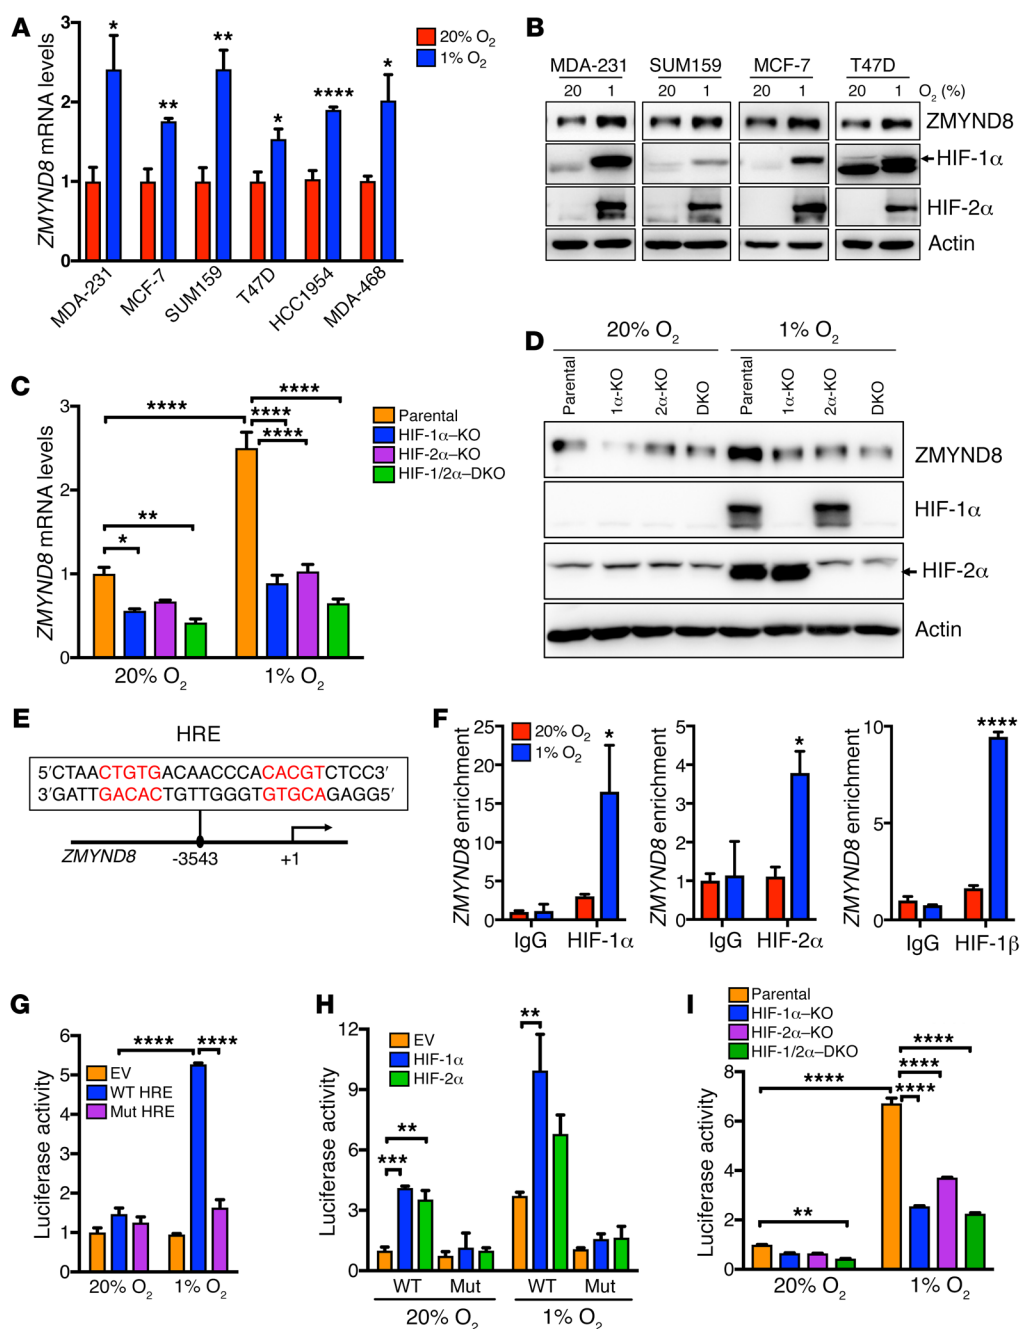 A
ZMYND8 mRNA levels
3
2
1
0
* ** ** * **** *
20% O2
1% O2
MDA-231 MCF-7 SUM159 T47D HCC1954 MDA-468
B
MDA-231 SUM159 MCF-7 T47D
20 1 20 1 20 1 20 1 O2 (%)
ZMYND8
HIF-1α
HIF-2α
Actin
C
ZMYND8 mRNA levels
3
2
1
0
**** **** **** ****
** *
Parental
HIF-1α–KO
HIF-2α–KO
HIF-1/2α–DKO
20% O2 1% O2
D
20% O2 1% O2
Parental 1α-KO 2α-KO DKO Parental 1α-KO 2α-KO DKO
ZMYND8
HIF-1α
HIF-2α
Actin
E
HRE
5′CTAACTGTGACAACCCACACGTCTCC3′
3′GATTGACACTGTTGGGTGTGCAGAGG5′
ZMYND8 -3543 +1
F
ZMYND8 enrichment
25
20
15
10
5
0
20% O2
1% O2
*
IgG HIF-1α
ZMYND8 enrichment
5
4
3
2
1
0
*
IgG HIF-2α
ZMYND8 enrichment
10
5
0
****
IgG HIF-1β
G
Luciferase activity
6
5
4
3
2
1
0
**** ****
EV
WT HRE
Mut HRE
20% O2 1% O2
H
Luciferase activity
12
9
6
3
0
EV
HIF-1α
HIF-2α
*** ** **
WT Mut WT Mut
20% O2 1% O2
I
Parental
HIF-1α–KO
HIF-2α–KO
HIF-1/2α–DKO
Luciferase activity
8
6
4
2
0
**** **** **** ****
**
20% O2 1% O2